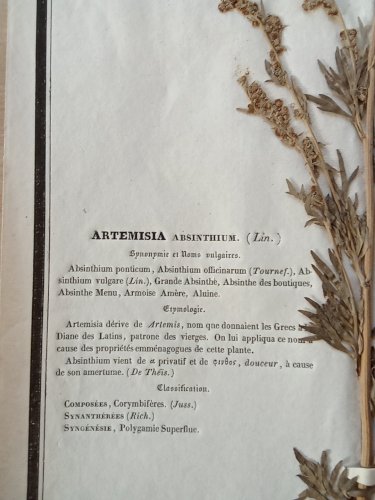 ARTEMISIA ABSINTHIUM. (Lin.)
Synonymie et Noms vulgaires.
Absinthium ponticum, Absinthium officinarum (Tournef.), Ab-
sinthium vulgare (Lin.), Grande Absinthe, Absinthe des boutiques,
Absinthe Menu, Armoise Amère, Aluine.
Etymologie.
Artemisia dérive de Artemis, nom que donnaient les Grecs à
Diane des Latins, patrone des vierges. On lui appliqua ce nom à
cause des propriétés emménagogues de cette plante.
Absinthium vient de α privatif et de ψινθος, douceur, à cause
de son amertume. (De Théis.)
Classification.
COMPOSÉES, Corymbifères. (Juss.)
SYNANTHÉRÉES (Rich.)
SYNGÉNÉSIE, Polygamie Superflue.